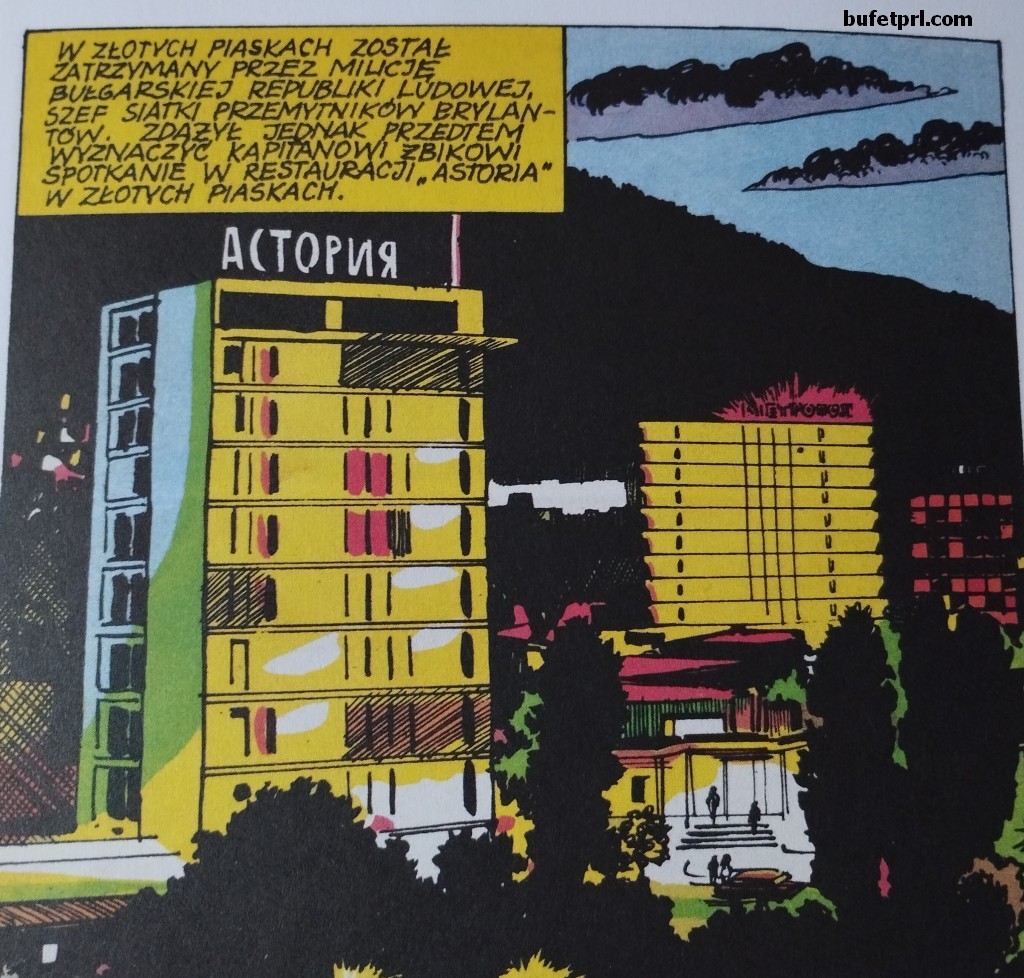 bufetprl.com
W ZŁOTYCH PIASKACH ZOSTAŁ
ZATRZYMANY PRZEZ MILICJĘ
BUŁGARSKIEJ REPUBLIKI LUDOWEJ,
SZEF SIATKI PRZEMYTNIKÓW BRYLAN-
TÓW. ZDĄŻYŁ JEDNAK PRZEDTEM
WYZNACZYĆ KAPITANOWI ŻBIKOWI
SPOTKANIE W RESTAURACJI „ASTORIA"
W ZŁOTYCH PIASKACH.
АСТОРИЯ